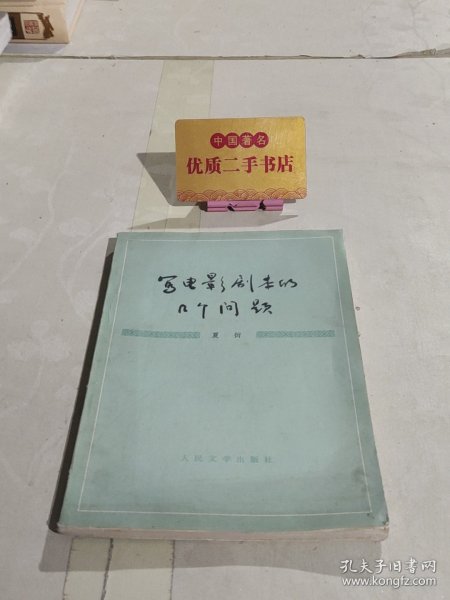 中国著名
优质二手书店
写电影剧本的
几个问题
夏衍
人民文学出版社
孔夫子旧书网
www.kongfz.com